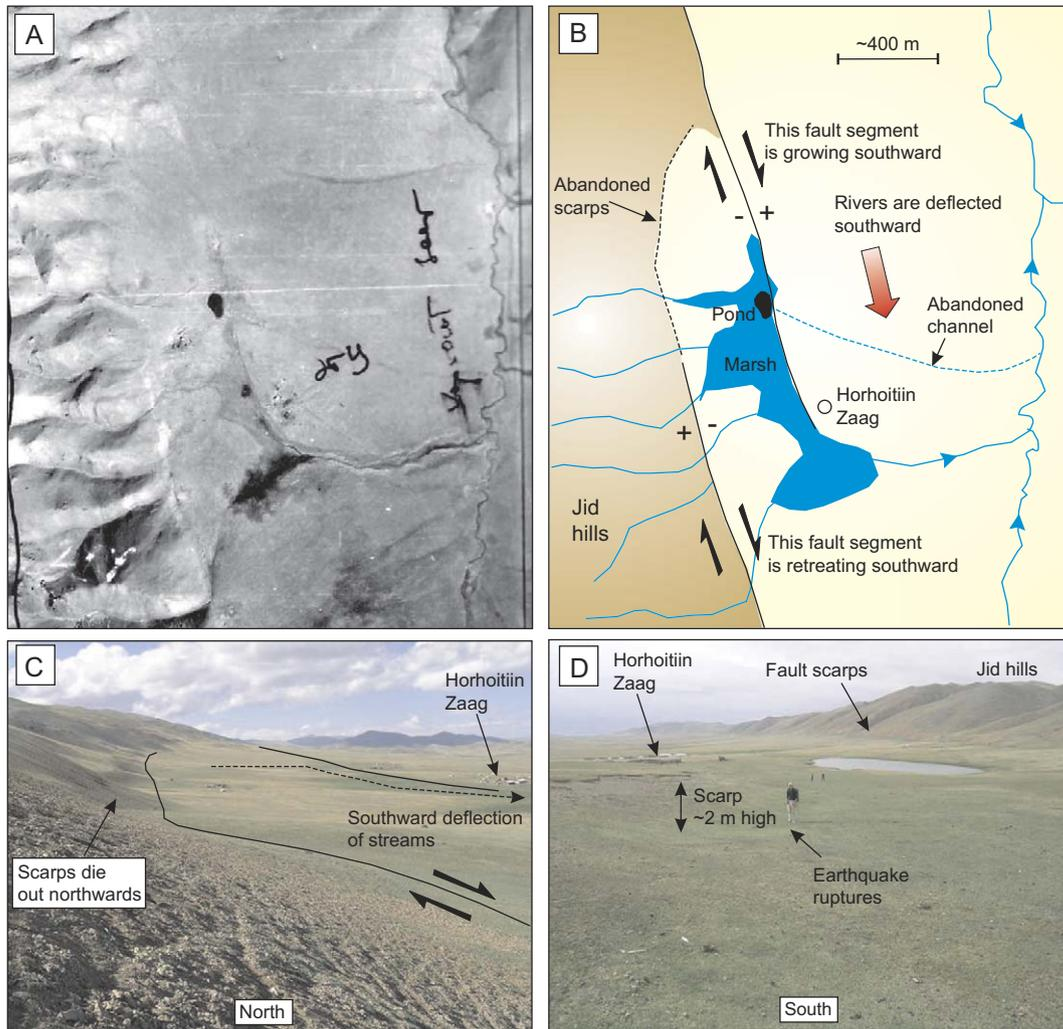 A
B
~400 m
This fault segment
is growing southward
Abandoned
scarps
Rivers are deflected
southward
- +
Pond
Abandoned
channel
Marsh
Horhoitiin
Zaag
+ -
Jid
hills
This fault segment
is retreating southward
C
Horhoitiin
Zaag
Southward deflection
of streams
Scarps die
out northwards
North
D
Horhoitiin
Zaag
Fault scarps
Jid hills
Scarp
~2 m high
Earthquake
ruptures
South